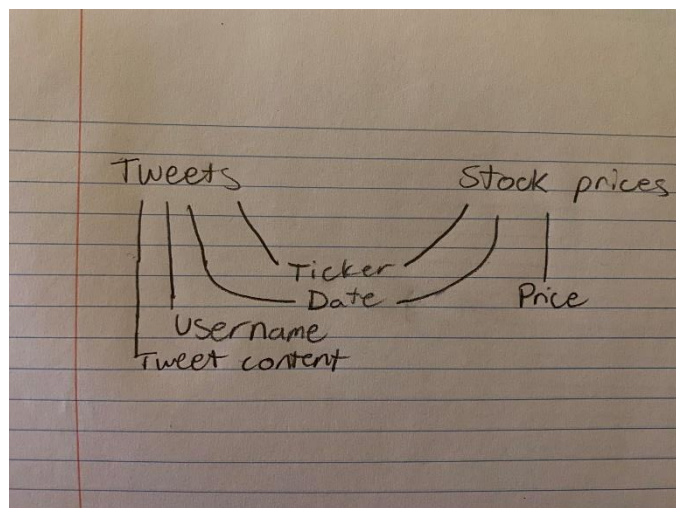 Tweets Stock prices
Ticker
Date Price
Username
Tweet content